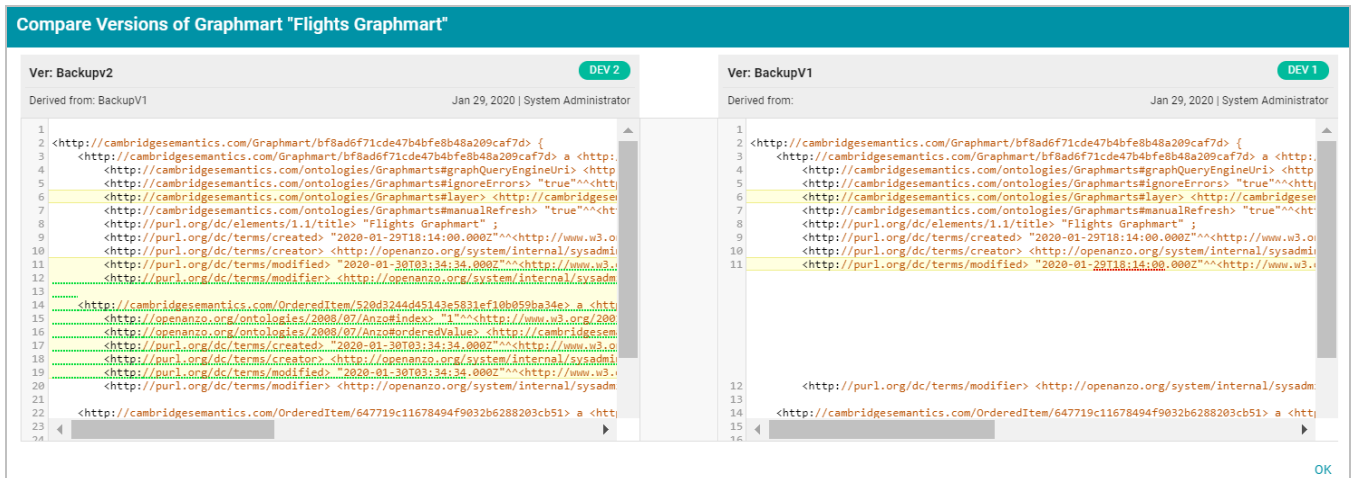 Compare Versions of Graphmart "Flights Graphmart"
Ver: Backupv2 DEV 2
Derived from: BackupV1 Jan 29, 2020 | System Administrator
1
2 <http://cambridgesemantics.com/Graphmart/bf8ad6f71cde47b4bfe8b48a209caf7d> {
3 <http://cambridgesemantics.com/Graphmart/bf8ad6f71cde47b4bfe8b48a209caf7d> a <http:
4 <http://cambridgesemantics.com/ontologies/Graphmarts#graphQueryEngineUri> <http
5 <http://cambridgesemantics.com/ontologies/Graphmarts#ignoreErrors> "true"^^<htt
6 <http://cambridgesemantics.com/ontologies/Graphmarts#layer> <http://cambridgese
7 <http://cambridgesemantics.com/ontologies/Graphmarts#manualRefresh> "true"^^<ht
8 <http://purl.org/dc/elements/1.1/title> "Flights Graphmart" ;
9 <http://purl.org/dc/terms/created> "2020-01-29T18:14:00.000Z"^^<http://www.w3.o
10 <http://purl.org/dc/terms/creator> <http://openanzo.org/system/internal/sysadmi
11 <http://purl.org/dc/terms/modified> "2020-01-30T03:34:34.000Z"^^<http://www.w3.
12 <http://purl.org/dc/terms/modifier> <http://openanzo.org/system/internal/sysadm
13
14 <http://cambridgesemantics.com/OrderedItem/520d3244d45143e5831ef10b059ba34e> a <htt
15 <http://openanzo.org/ontologies/2008/07/Anzo#index> "1"^^<http://www.w3.org/200
16 <http://openanzo.org/ontologies/2008/07/Anzo#orderedValue> <http://cambridgesem
17 <http://purl.org/dc/terms/created> "2020-01-30T03:34:34.000Z"^^<http://www.w3.o
18 <http://purl.org/dc/terms/creator> <http://openanzo.org/system/internal/sysadmi
19 <http://purl.org/dc/terms/modified> "2020-01-30T03:34:34.000Z"^^<http://www.w3.
20 <http://purl.org/dc/terms/modifier> <http://openanzo.org/system/internal/sysadm
21
22 <http://cambridgesemantics.com/OrderedItem/647719c11678494f9032b6288203cb51> a <htt
23
24
Ver: BackupV1 DEV 1
Derived from: Jan 29, 2020 | System Administrator
1
2 <http://cambridgesemantics.com/Graphmart/bf8ad6f71cde47b4bfe8b48a209caf7d> {
3 <http://cambridgesemantics.com/Graphmart/bf8ad6f71cde47b4bfe8b48a209caf7d> a <http:
4 <http://cambridgesemantics.com/ontologies/Graphmarts#graphQueryEngineUri> <http
5 <http://cambridgesemantics.com/ontologies/Graphmarts#ignoreErrors> "true"^^<htt
6 <http://cambridgesemantics.com/ontologies/Graphmarts#layer> <http://cambridgese
7 <http://cambridgesemantics.com/ontologies/Graphmarts#manualRefresh> "true"^^<ht
8 <http://purl.org/dc/elements/1.1/title> "Flights Graphmart" ;
9 <http://purl.org/dc/terms/created> "2020-01-29T18:14:00.000Z"^^<http://www.w3.o
10 <http://purl.org/dc/terms/creator> <http://openanzo.org/system/internal/sysadmi
11 <http://purl.org/dc/terms/modified> "2020-01-29T18:14:00.000Z"^^<http://www.w3.
12 <http://purl.org/dc/terms/modifier> <http://openanzo.org/system/internal/sysadm
13
14 <http://cambridgesemantics.com/OrderedItem/647719c11678494f9032b6288203cb51> a <htt
15
16
OK